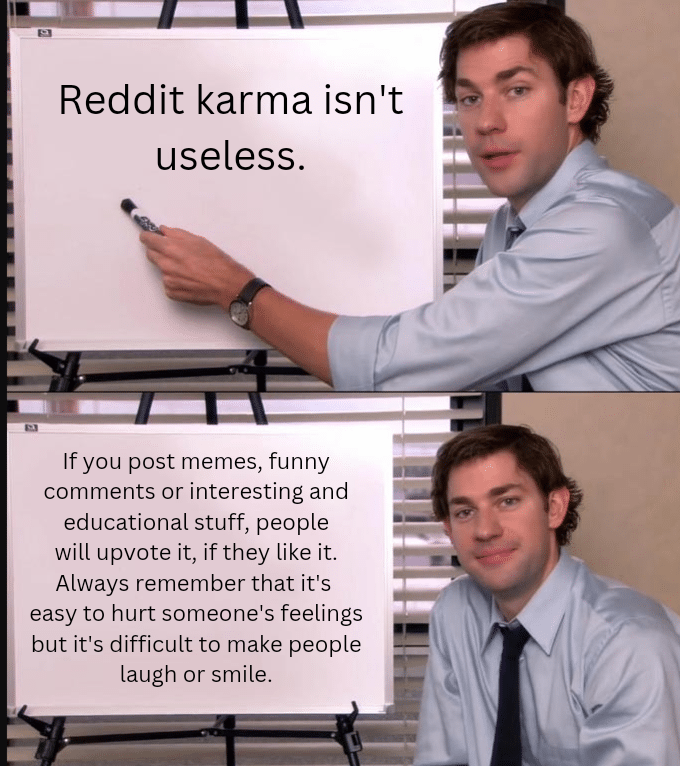 Reddit karma isn't
useless.
If you post memes, funny
comments or interesting and
educational stuff, people
will upvote it, if they like it.
Always remember that it's
easy to hurt someone's feelings
but it's difficult to make people
laugh or smile.